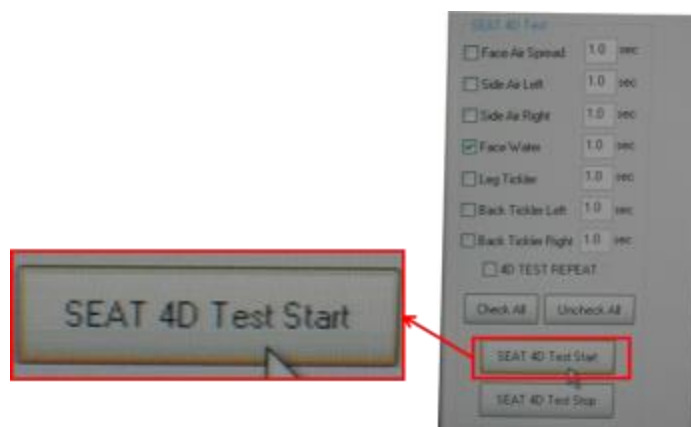 SEAT 4D Test
Face Air Spread 1.0 sec
Side Air Left 1.0 sec
Side Air Right 1.0 sec
Face Water 1.0 sec
Leg Tickler 1.0 sec
Back Tickler Left 1.0 sec
Back Tickler Right 1.0 sec
4D TEST REPEAT
Check All Uncheck All
SEAT 4D Test Start
SEAT 4D Test Start
SEAT 4D Test Stop